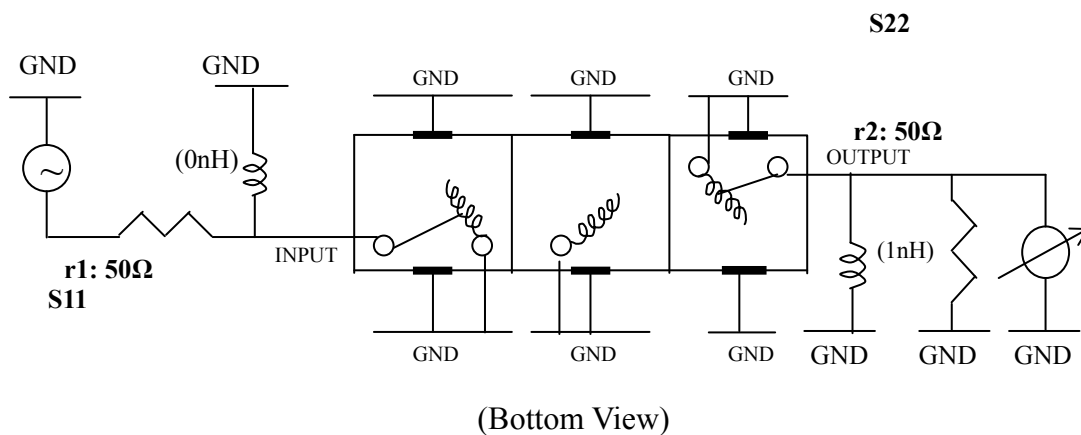 S22
GND
GND
GND
GND
GND
r2: 50Ω
OUTPUT
(0nH)
INPUT
(1nH)
r1: 50Ω
S11
GND
GND
GND
GND
GND
GND
(Bottom View)